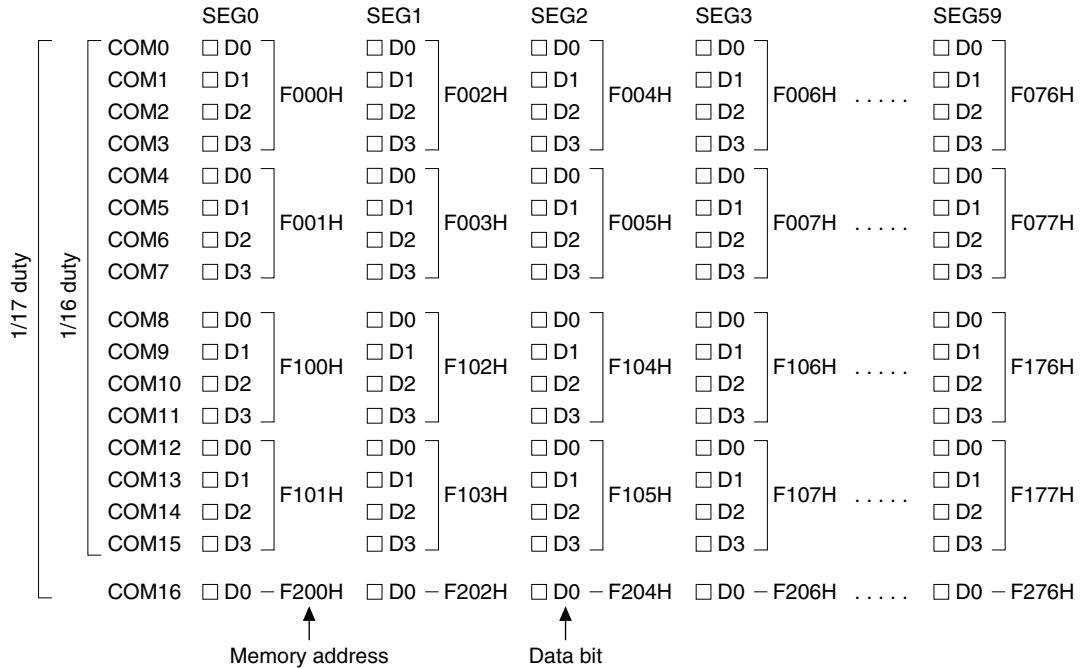 SEG0 SEG1 SEG2 SEG3 SEG59
COM0 D0 D0 D0 D0 D0
COM1 D1 D1 D1 D1 D1
F000H F002H F004H F006H ..... F076H
COM2 D2 D2 D2 D2 D2
COM3 D3 D3 D3 D3 D3
COM4 D0 D0 D0 D0 D0
COM5 D1 D1 D1 D1 D1
F001H F003H F005H F007H ..... F077H
COM6 D2 D2 D2 D2 D2
COM7 D3 D3 D3 D3 D3
1/17 duty
1/16 duty
COM8 D0 D0 D0 D0 D0
COM9 D1 D1 D1 D1 D1
F100H F102H F104H F106H ..... F176H
COM10 D2 D2 D2 D2 D2
COM11 D3 D3 D3 D3 D3
COM12 D0 D0 D0 D0 D0
COM13 D1 D1 D1 D1 D1
F101H F103H F105H F107H ..... F177H
COM14 D2 D2 D2 D2 D2
COM15 D3 D3 D3 D3 D3
COM16 D0 – F200H D0 – F202H D0 – F204H D0 – F206H ..... D0 – F276H
Memory address Data bit